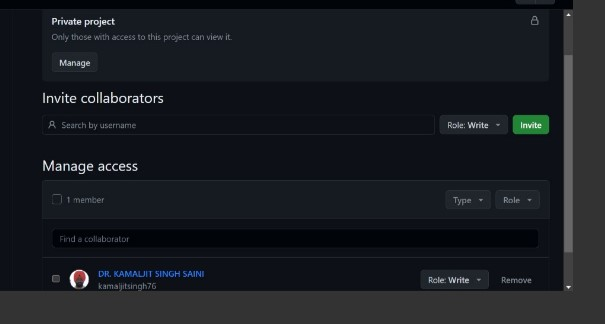 Private project
Only those with access to this project can view it.
Manage
Invite collaborators
Search by username
Role: Write
Invite
Manage access
1 member
Type
Role
Find a collaborator
DR. KAMALJIT SINGH SAINI
kamaljitsingh76
Role: Write
Remove